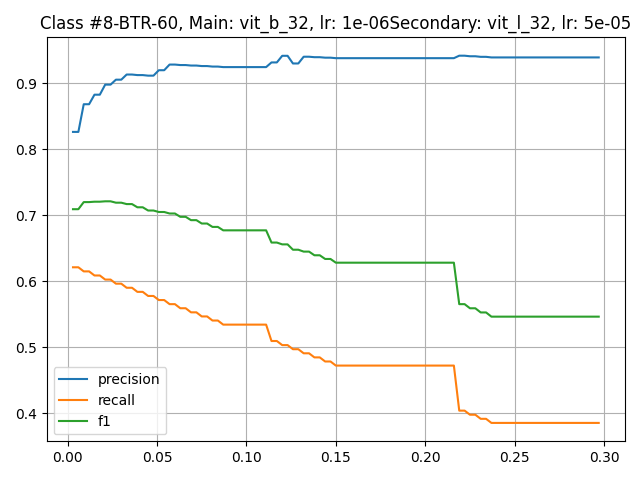 Class #8-BTR-60, Main: vit_b_32, lr: 1e-06Secondary: vit_l_32, lr: 5e-05
0.9
0.8
0.7
0.6
0.5
0.4
precision
recall
f1
0.00 0.05 0.10 0.15 0.20 0.25 0.30